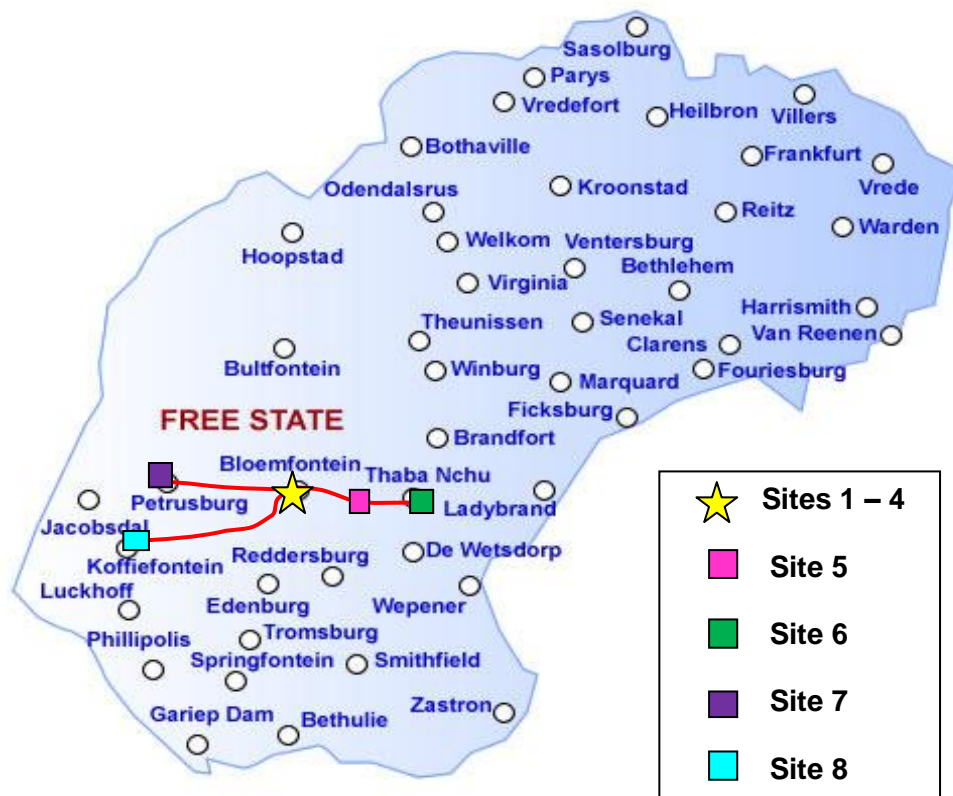 Sasolburg
Parys
Vredefort
Heilbron
Villers
Bothaville
Frankfurt
Vrede
Odendalsrus
Kroonstad
Reitz
Warden
Hoopstad
Welkom
Ventersburg
Bethlehem
Virginia
Harrismith
Theunissen
Senekal
Van Reenen
Clarens
Bultfontein
Winburg
Marquard
Fouriesburg
Ficksburg
FREE STATE
Brandfort
Bloemfontein
Thaba Nchu
Petrusburg
Ladybrand
Jacobsdal
Koffiefontein
Reddersburg
De Wetsdorp
Luckhoff
Edenburg
Wepener
Phillipolis
Tromsburg
Springfontein
Smithfield
Gariep Dam
Bethulie
Zastron
Sites 1 – 4
Site 5
Site 6
Site 7
Site 8